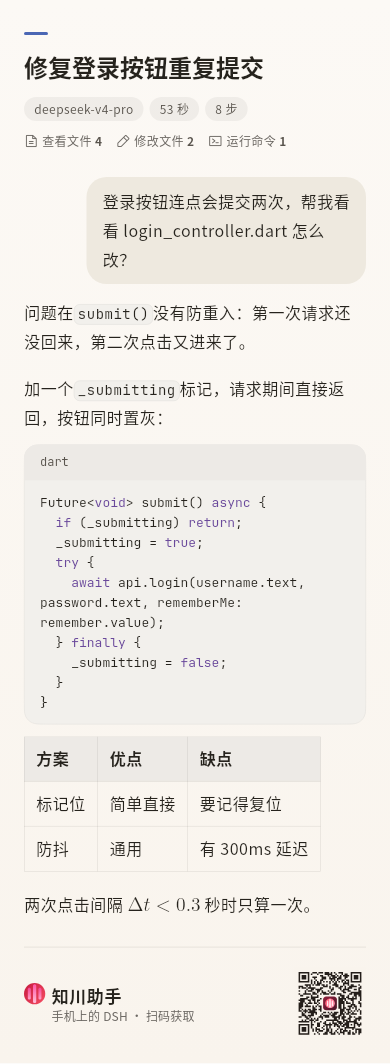 修复登录按钮重复提交
deepseek-v4-pro 53 秒 8 步
查看文件 4 修改文件 2 运行命令 1
登录按钮连点会提交两次，帮我看
看 login_controller.dart 怎么
改？
问题在 submit() 没有防重入：第一次请求还
没回来，第二次点击又进来了。
加一个 _submitting 标记，请求期间直接返
回，按钮同时置灰：
dart
Future<void> submit() async {
  if (_submitting) return;
  _submitting = true;
  try {
    await api.login(username.text,
password.text, rememberMe:
remember.value);
  } finally {
    _submitting = false;
  }
}
方案 优点 缺点
标记位 简单直接 要记得复位
防抖 通用 有 300ms 延迟
两次点击间隔 Δt < 0.3 秒时只算一次。
知川助手
手机上的 DSH · 扫码获取